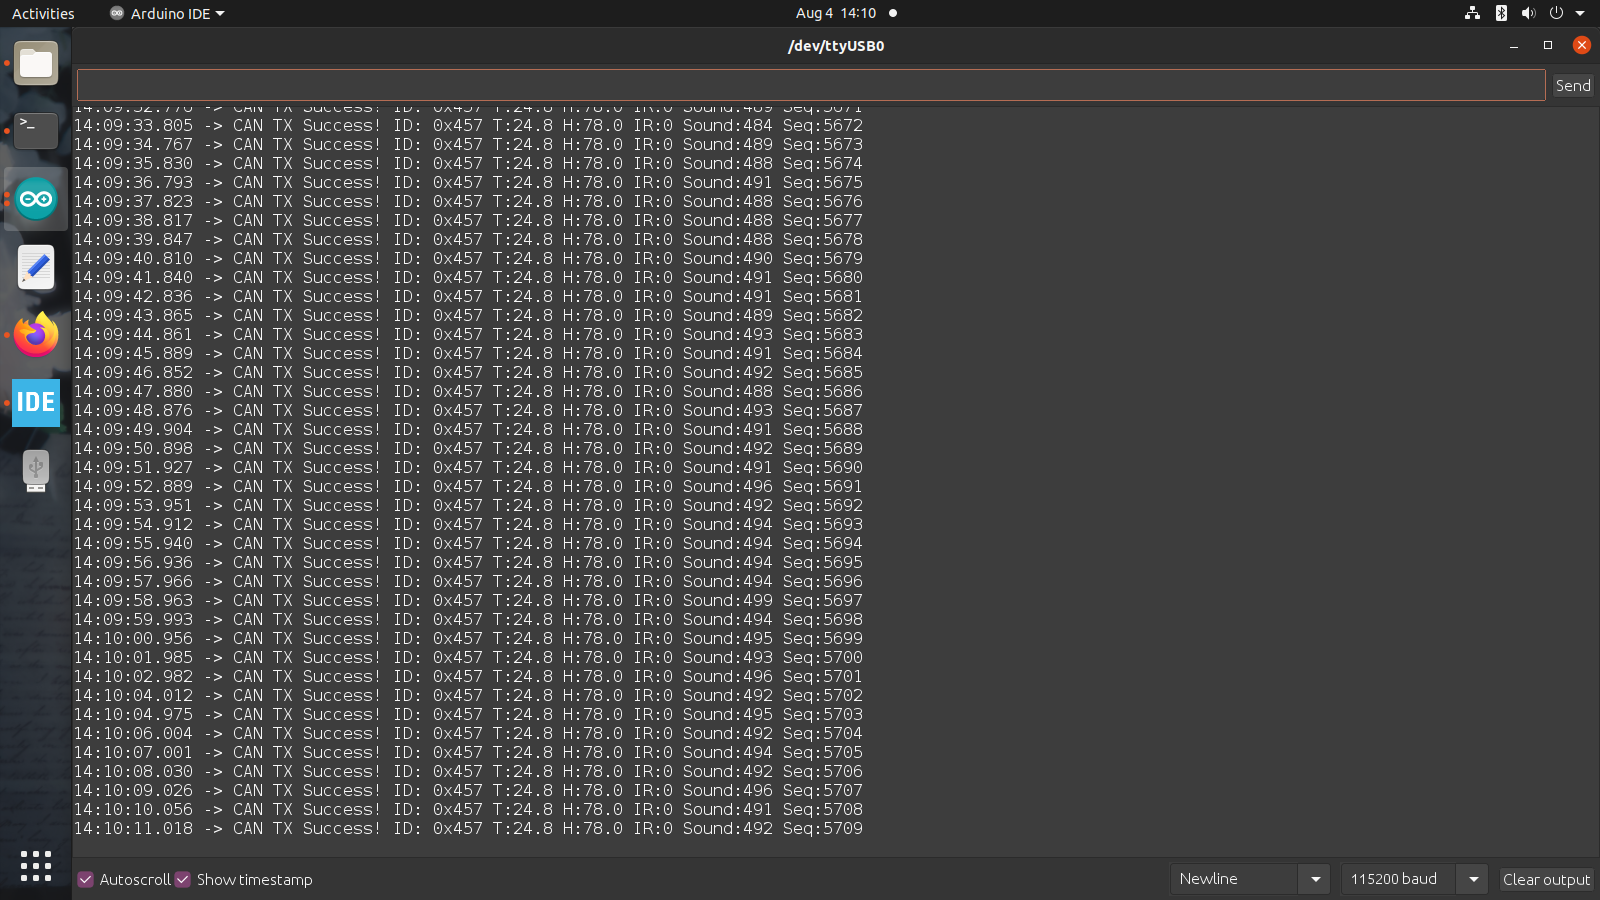 Activities
Arduino IDE
Aug 4 14:10
/dev/ttyUSB0
Send
14:09:32.776 -> CAN TX Success! ID: 0x457 T:24.8 H:78.0 IR:0 Sound:489 Seq:5671
14:09:33.805 -> CAN TX Success! ID: 0x457 T:24.8 H:78.0 IR:0 Sound:484 Seq:5672
14:09:34.767 -> CAN TX Success! ID: 0x457 T:24.8 H:78.0 IR:0 Sound:489 Seq:5673
14:09:35.830 -> CAN TX Success! ID: 0x457 T:24.8 H:78.0 IR:0 Sound:488 Seq:5674
14:09:36.793 -> CAN TX Success! ID: 0x457 T:24.8 H:78.0 IR:0 Sound:491 Seq:5675
14:09:37.823 -> CAN TX Success! ID: 0x457 T:24.8 H:78.0 IR:0 Sound:488 Seq:5676
14:09:38.817 -> CAN TX Success! ID: 0x457 T:24.8 H:78.0 IR:0 Sound:488 Seq:5677
14:09:39.847 -> CAN TX Success! ID: 0x457 T:24.8 H:78.0 IR:0 Sound:488 Seq:5678
14:09:40.810 -> CAN TX Success! ID: 0x457 T:24.8 H:78.0 IR:0 Sound:490 Seq:5679
14:09:41.840 -> CAN TX Success! ID: 0x457 T:24.8 H:78.0 IR:0 Sound:491 Seq:5680
14:09:42.836 -> CAN TX Success! ID: 0x457 T:24.8 H:78.0 IR:0 Sound:491 Seq:5681
14:09:43.865 -> CAN TX Success! ID: 0x457 T:24.8 H:78.0 IR:0 Sound:489 Seq:5682
14:09:44.861 -> CAN TX Success! ID: 0x457 T:24.8 H:78.0 IR:0 Sound:493 Seq:5683
14:09:45.889 -> CAN TX Success! ID: 0x457 T:24.8 H:78.0 IR:0 Sound:491 Seq:5684
14:09:46.852 -> CAN TX Success! ID: 0x457 T:24.8 H:78.0 IR:0 Sound:492 Seq:5685
14:09:47.880 -> CAN TX Success! ID: 0x457 T:24.8 H:78.0 IR:0 Sound:488 Seq:5686
14:09:48.876 -> CAN TX Success! ID: 0x457 T:24.8 H:78.0 IR:0 Sound:493 Seq:5687
14:09:49.904 -> CAN TX Success! ID: 0x457 T:24.8 H:78.0 IR:0 Sound:491 Seq:5688
14:09:50.898 -> CAN TX Success! ID: 0x457 T:24.8 H:78.0 IR:0 Sound:492 Seq:5689
14:09:51.927 -> CAN TX Success! ID: 0x457 T:24.8 H:78.0 IR:0 Sound:491 Seq:5690
14:09:52.889 -> CAN TX Success! ID: 0x457 T:24.8 H:78.0 IR:0 Sound:496 Seq:5691
14:09:53.951 -> CAN TX Success! ID: 0x457 T:24.8 H:78.0 IR:0 Sound:492 Seq:5692
14:09:54.912 -> CAN TX Success! ID: 0x457 T:24.8 H:78.0 IR:0 Sound:494 Seq:5693
14:09:55.940 -> CAN TX Success! ID: 0x457 T:24.8 H:78.0 IR:0 Sound:494 Seq:5694
14:09:56.936 -> CAN TX Success! ID: 0x457 T:24.8 H:78.0 IR:0 Sound:494 Seq:5695
14:09:57.966 -> CAN TX Success! ID: 0x457 T:24.8 H:78.0 IR:0 Sound:494 Seq:5696
14:09:58.963 -> CAN TX Success! ID: 0x457 T:24.8 H:78.0 IR:0 Sound:499 Seq:5697
14:09:59.993 -> CAN TX Success! ID: 0x457 T:24.8 H:78.0 IR:0 Sound:494 Seq:5698
14:10:00.956 -> CAN TX Success! ID: 0x457 T:24.8 H:78.0 IR:0 Sound:495 Seq:5699
14:10:01.985 -> CAN TX Success! ID: 0x457 T:24.8 H:78.0 IR:0 Sound:493 Seq:5700
14:10:02.982 -> CAN TX Success! ID: 0x457 T:24.8 H:78.0 IR:0 Sound:496 Seq:5701
14:10:04.012 -> CAN TX Success! ID: 0x457 T:24.8 H:78.0 IR:0 Sound:492 Seq:5702
14:10:04.975 -> CAN TX Success! ID: 0x457 T:24.8 H:78.0 IR:0 Sound:495 Seq:5703
14:10:06.004 -> CAN TX Success! ID: 0x457 T:24.8 H:78.0 IR:0 Sound:492 Seq:5704
14:10:07.001 -> CAN TX Success! ID: 0x457 T:24.8 H:78.0 IR:0 Sound:494 Seq:5705
14:10:08.030 -> CAN TX Success! ID: 0x457 T:24.8 H:78.0 IR:0 Sound:492 Seq:5706
14:10:09.026 -> CAN TX Success! ID: 0x457 T:24.8 H:78.0 IR:0 Sound:496 Seq:5707
14:10:10.056 -> CAN TX Success! ID: 0x457 T:24.8 H:78.0 IR:0 Sound:491 Seq:5708
14:10:11.018 -> CAN TX Success! ID: 0x457 T:24.8 H:78.0 IR:0 Sound:492 Seq:5709
IDE
Autoscroll
Show timestamp
Newline
115200 baud
Clear output